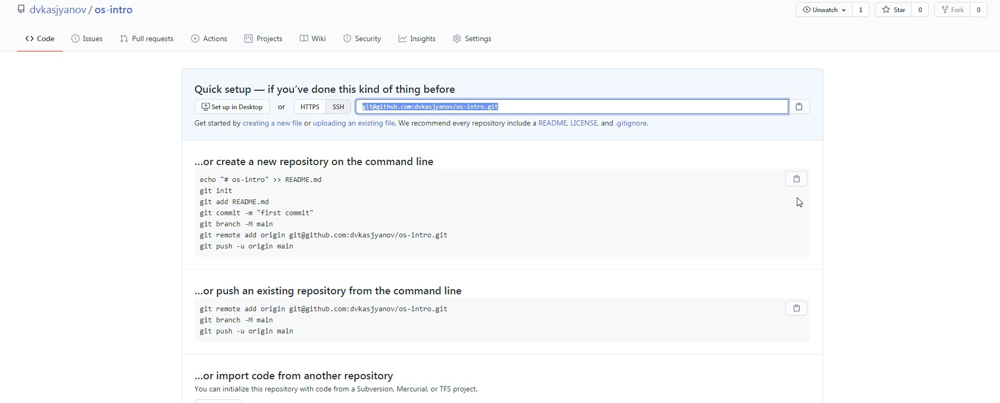 dvkasjyanov / os-intro
Unwatch 1 Star 0 Fork 0
Code Issues Pull requests Actions Projects Wiki Security Insights Settings
Quick setup — if you’ve done this kind of thing before
Set up in Desktop or HTTPS SSH git@github.com:dvkasjyanov/os-intro.git
Get started by creating a new file or uploading an existing file. We recommend every repository include a README, LICENSE, and .gitignore.
…or create a new repository on the command line
echo "# os-intro" >> README.md
git init
git add README.md
git commit -m "first commit"
git branch -M main
git remote add origin git@github.com:dvkasjyanov/os-intro.git
git push -u origin main
…or push an existing repository from the command line
git remote add origin git@github.com:dvkasjyanov/os-intro.git
git branch -M main
git push -u origin main
…or import code from another repository
You can initialize this repository with code from a Subversion, Mercurial, or TFS project.